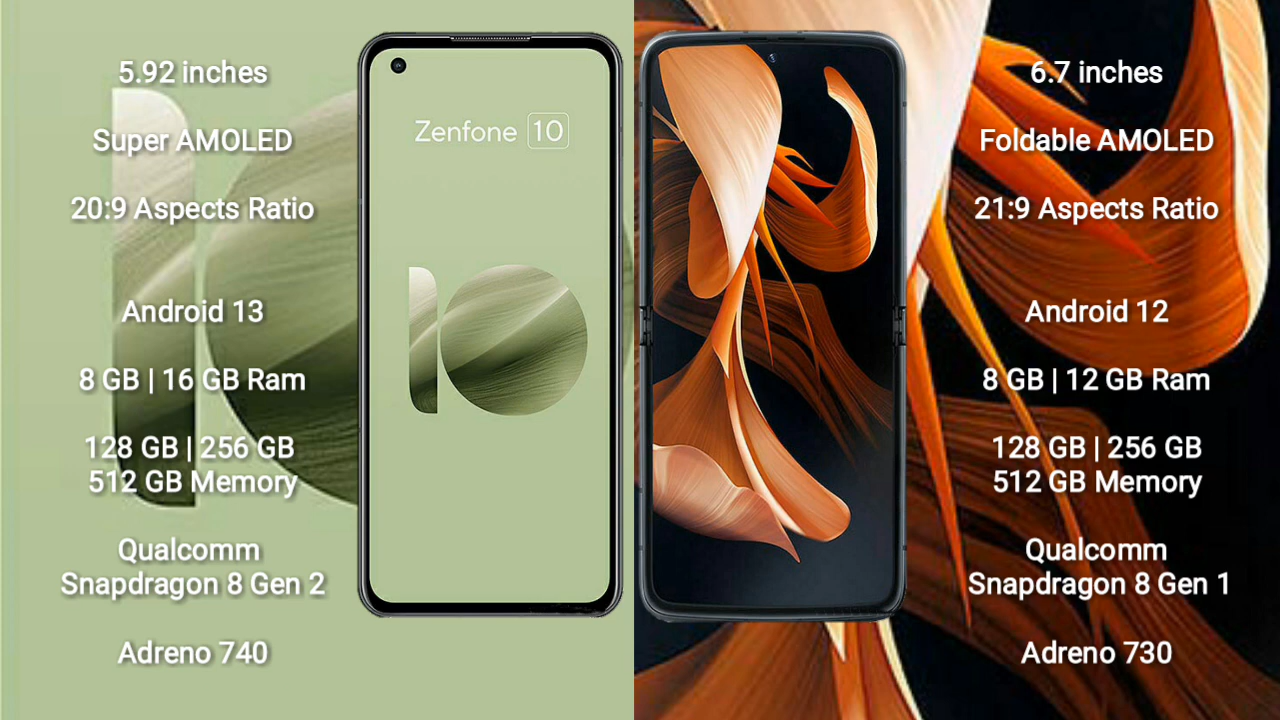 5.92 inches
Super AMOLED
20:9 Aspects Ratio
Android 13
8 GB | 16 GB Ram
128 GB | 256 GB
512 GB Memory
Qualcomm
Snapdragon 8 Gen 2
Adreno 740
Zenfone 10
10
6.7 inches
Foldable AMOLED
21:9 Aspects Ratio
Android 12
8 GB | 12 GB Ram
128 GB | 256 GB
512 GB Memory
Qualcomm
Snapdragon 8 Gen 1
Adreno 730